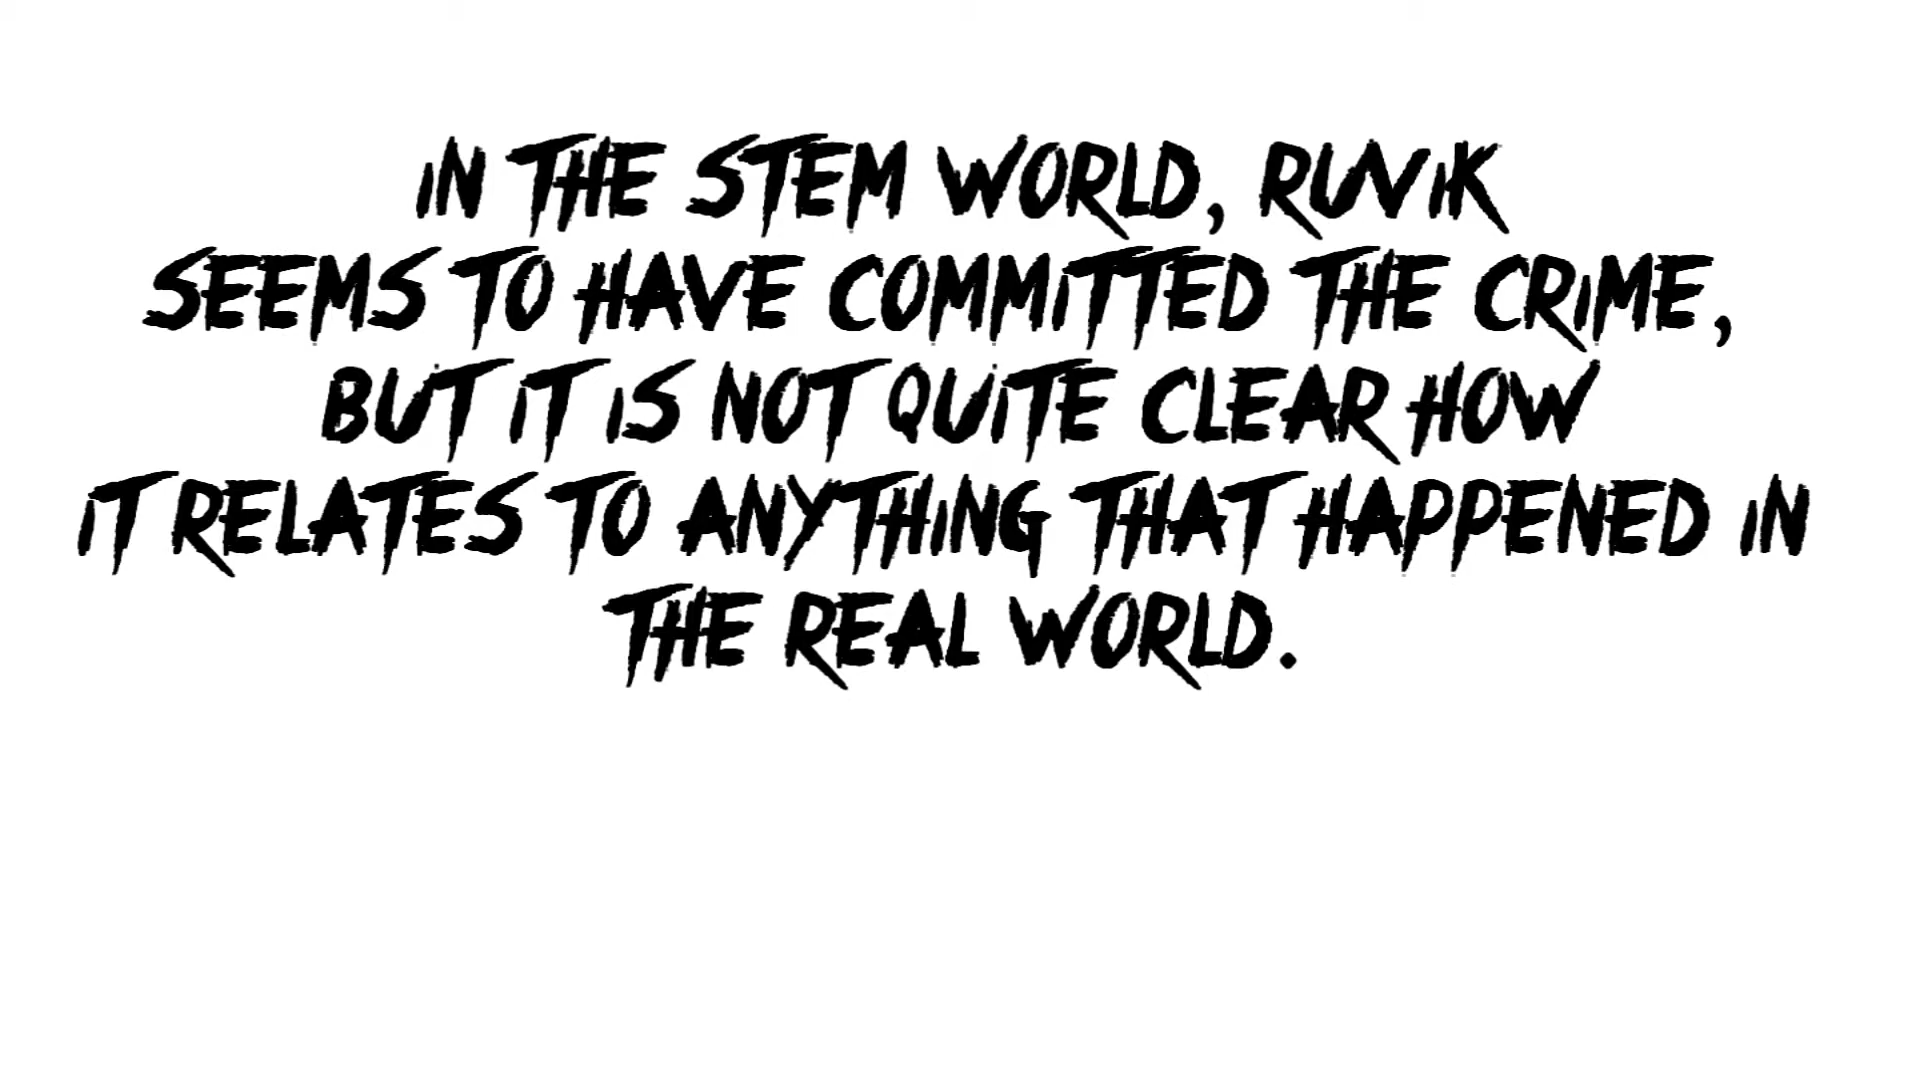 IN THE STEM WORLD, RUVIK
SEEMS TO HAVE COMMITTED THE CRIME,
BUT IT IS NOT QUITE CLEAR HOW
IT RELATES TO ANYTHING THAT HAPPENED IN
THE REAL WORLD.